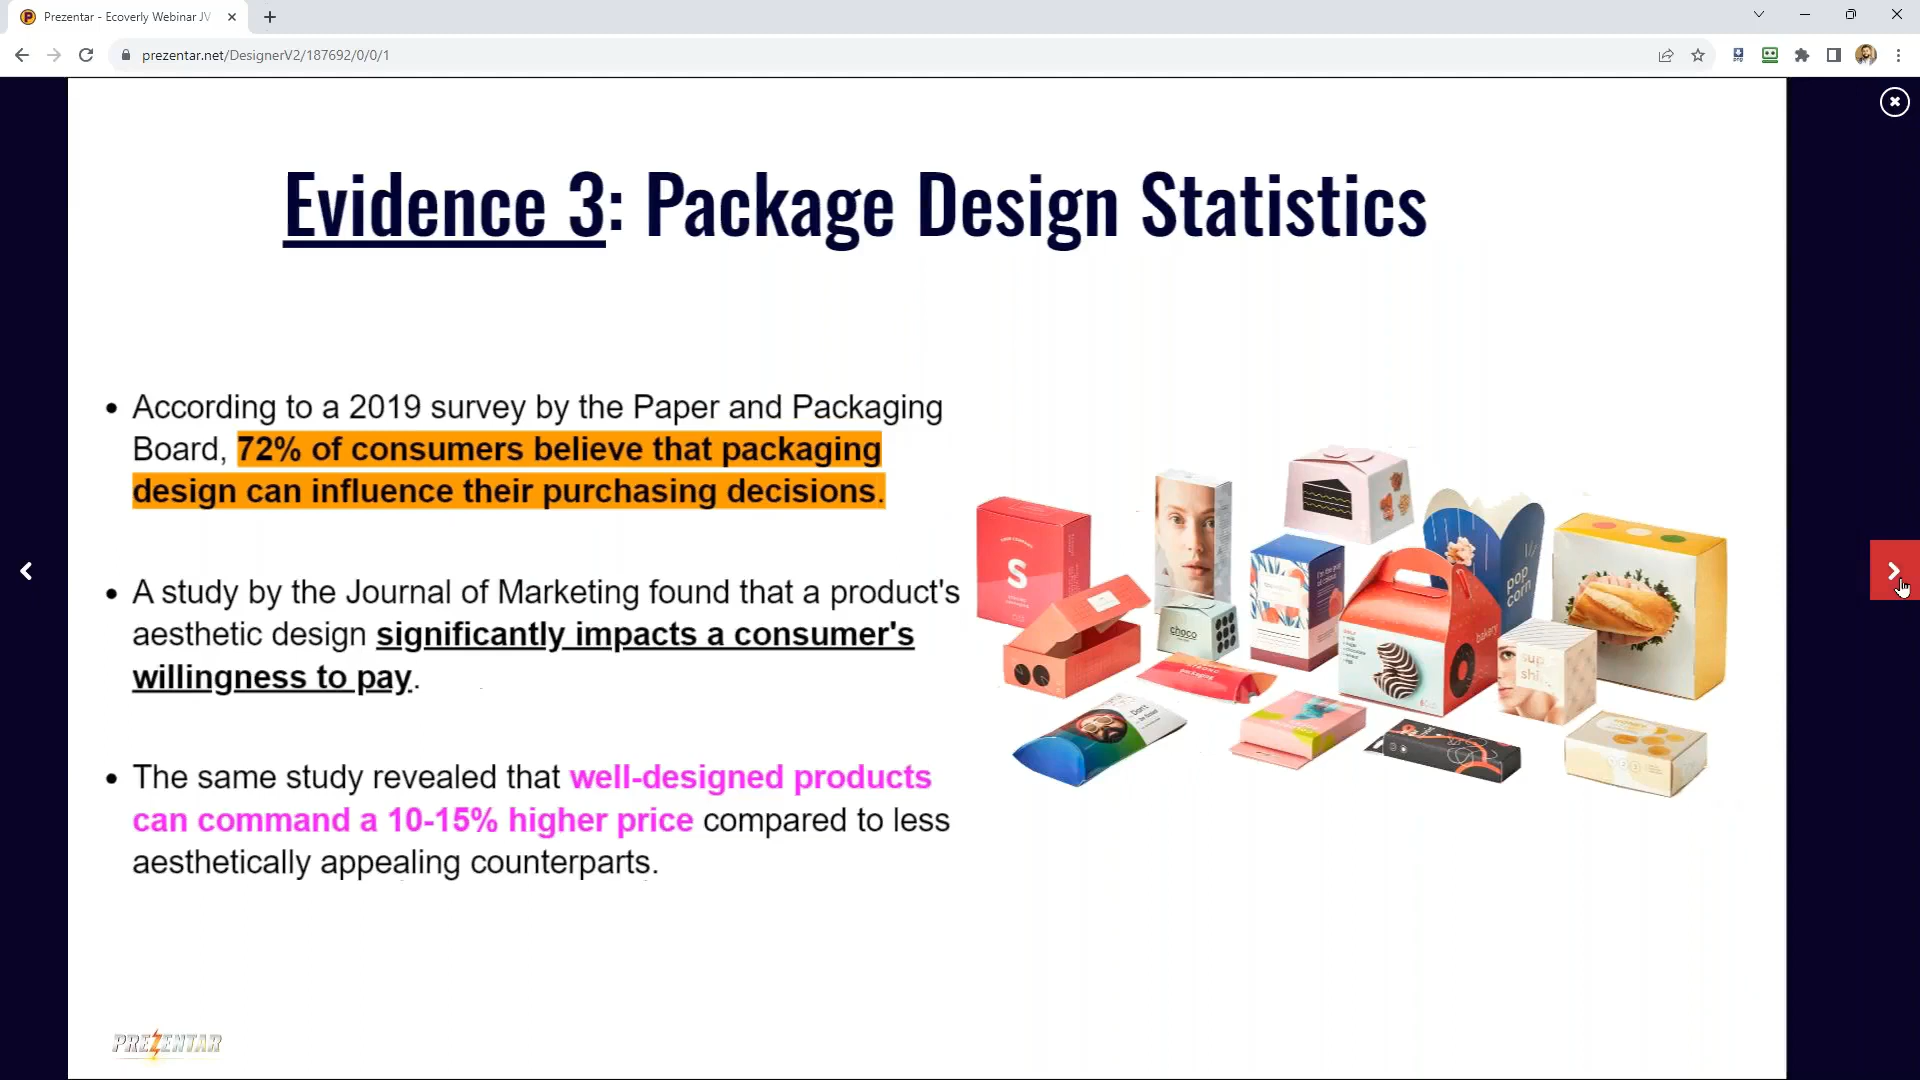 Prezentar - Ecoverly Webinar JV
prezentar.net/DesignerV2/187692/0/0/1
Evidence 3: Package Design Statistics
According to a 2019 survey by the Paper and Packaging
Board, 72% of consumers believe that packaging
design can influence their purchasing decisions.
A study by the Journal of Marketing found that a product's
aesthetic design significantly impacts a consumer's
willingness to pay.
The same study revealed that well-designed products
can command a 10-15% higher price compared to less
aesthetically appealing counterparts.
S
choco
pop
corn
bakery
packaging
PREZENTAR